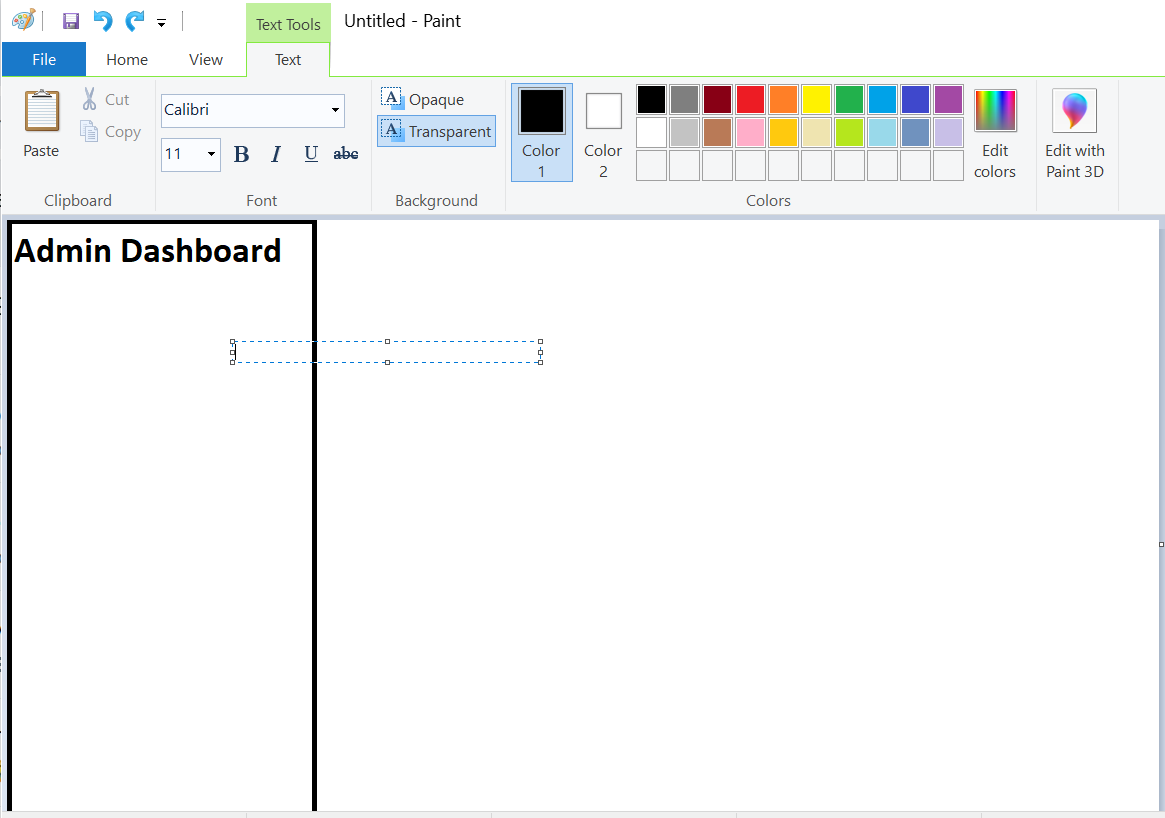 Text Tools
Untitled - Paint
File
Home
View
Text
Paste
Cut
Copy
Clipboard
Calibri
11
B I U abc
Font
A Opaque
A Transparent
Background
Color 1
Color 2
Edit colors
Colors
Edit with Paint 3D
Admin Dashboard